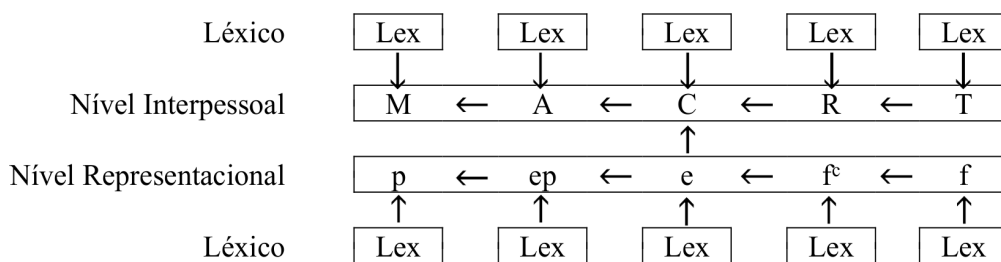 Léxico Lex Lex Lex Lex Lex
Nível Interpessoal M ← A ← C ← R ← T
Nível Representacional p ← ep ← e ← fᶜ ← f
Léxico Lex Lex Lex Lex Lex